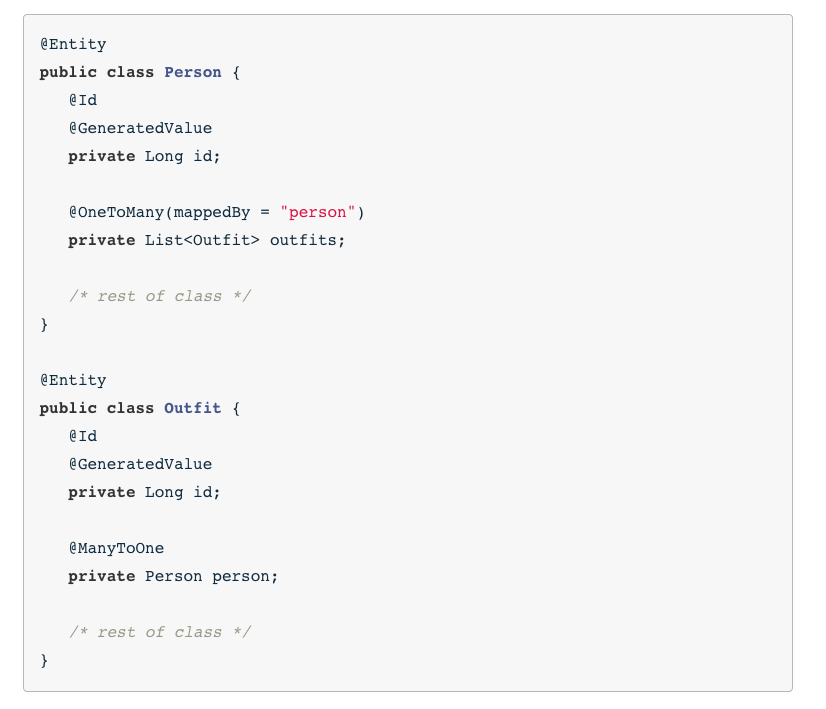 @Entity
public class Person {
   @Id
   @GeneratedValue
   private Long id;

   @OneToMany(mappedBy = "person")
   private List<Outfit> outfits;

   /* rest of class */
}

@Entity
public class Outfit {
   @Id
   @GeneratedValue
   private Long id;

   @ManyToOne
   private Person person;

   /* rest of class */
}